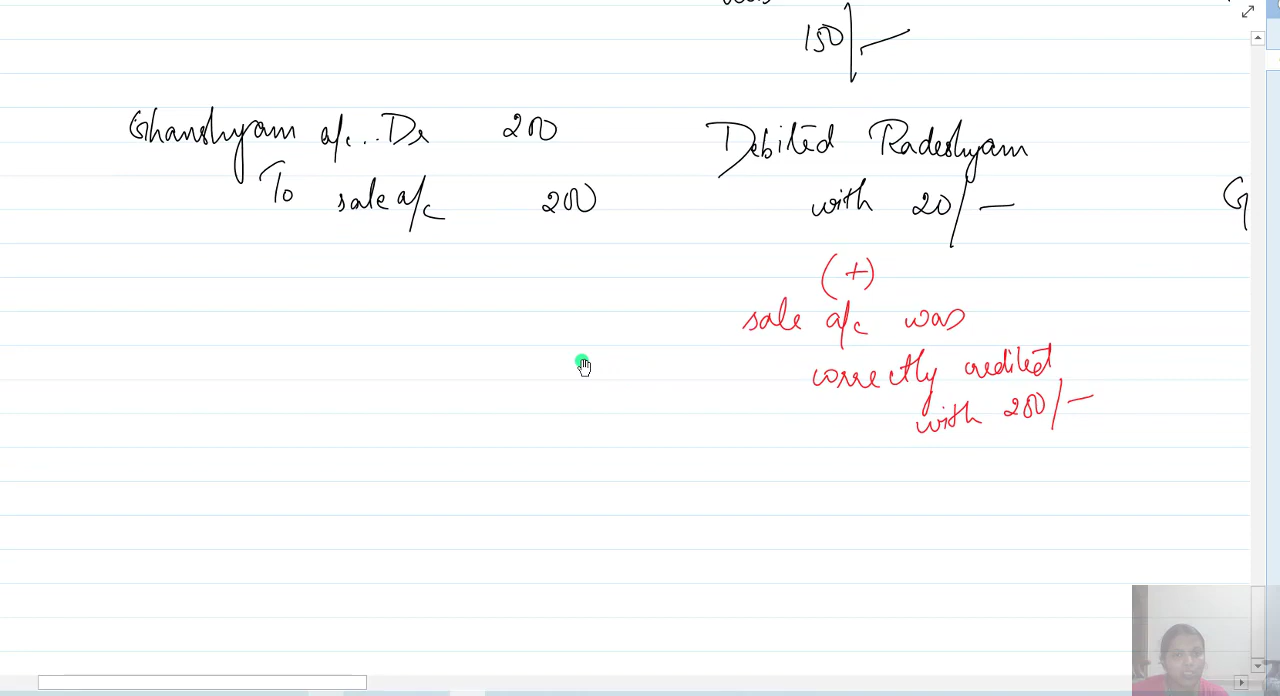 150/-
Ghanshyam a/c .. Dr 200
To sale a/c 200
Debited Radeshyam
with 20/-
G
(+)
sale a/c was
correctly credited
with 200/-